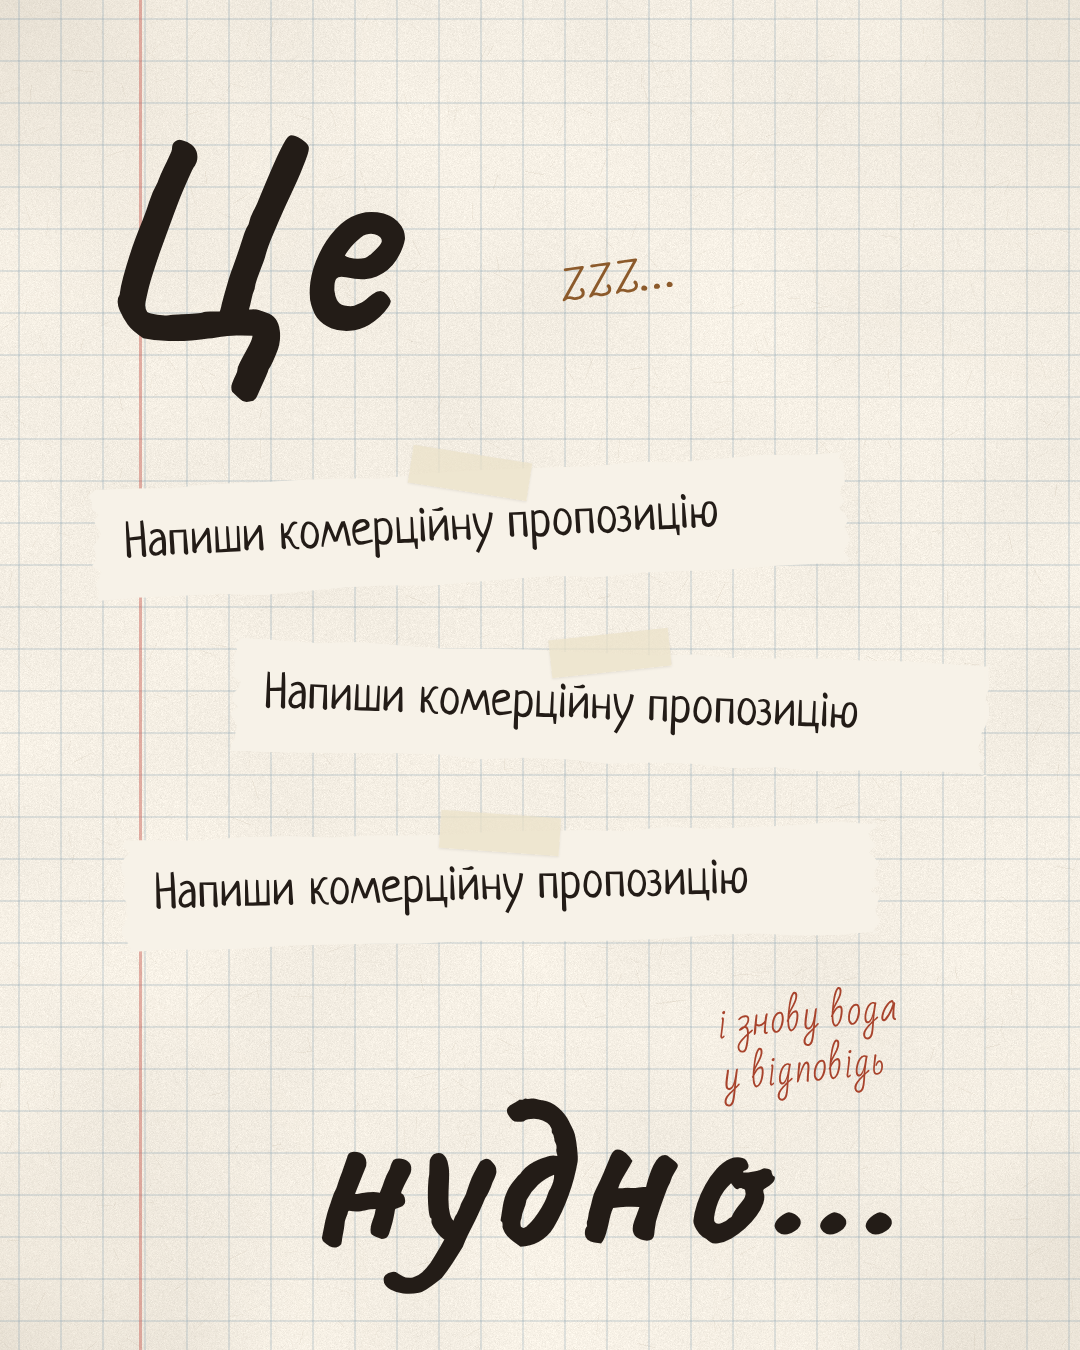 Це
zzz...
Напиши комерційну пропозицію
Напиши комерційну пропозицію
Напиши комерційну пропозицію
і знову вода
у відповідь
нудно...